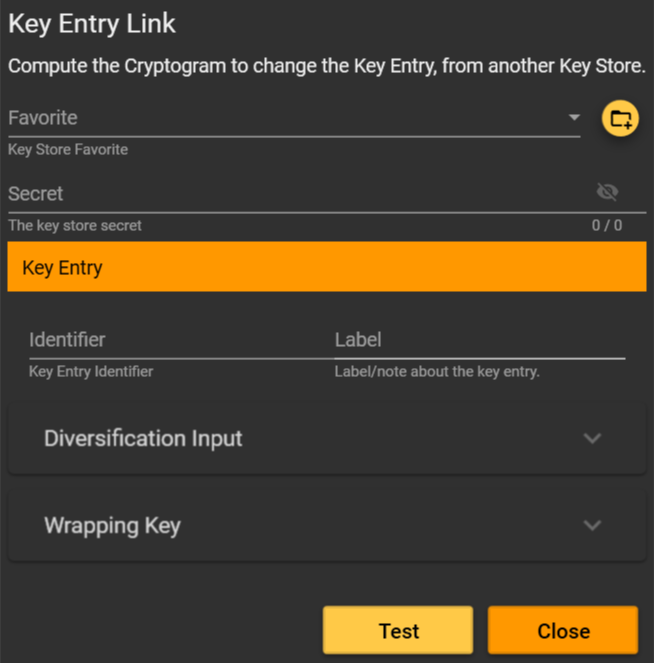 Key Entry Link
Compute the Cryptogram to change the Key Entry, from another Key Store.
Favorite
Key Store Favorite
Secret
The key store secret 0 / 0
Key Entry
Identifier Label
Key Entry Identifier Label/note about the key entry.
Diversification Input
Wrapping Key
Test Close